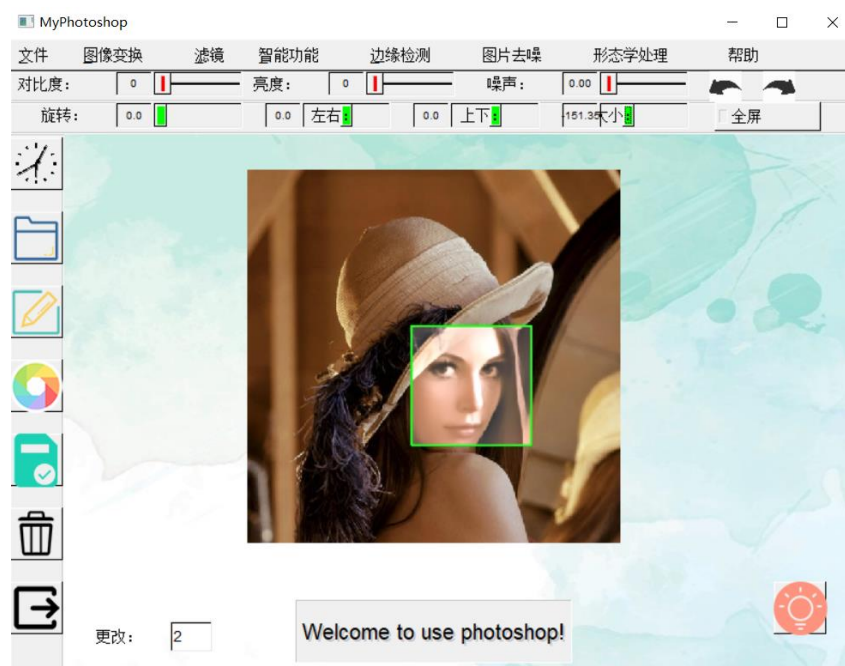 MyPhotoshop
文件 图像变换 滤镜 智能功能 边缘检测 图片去噪 形态学处理 帮助
对比度： 0 亮度： 0 噪声： 0.00
旋转： 0.0 0.0 左右 0.0 上下 -151.35 大小 全屏
更改： 2
Welcome to use photoshop!